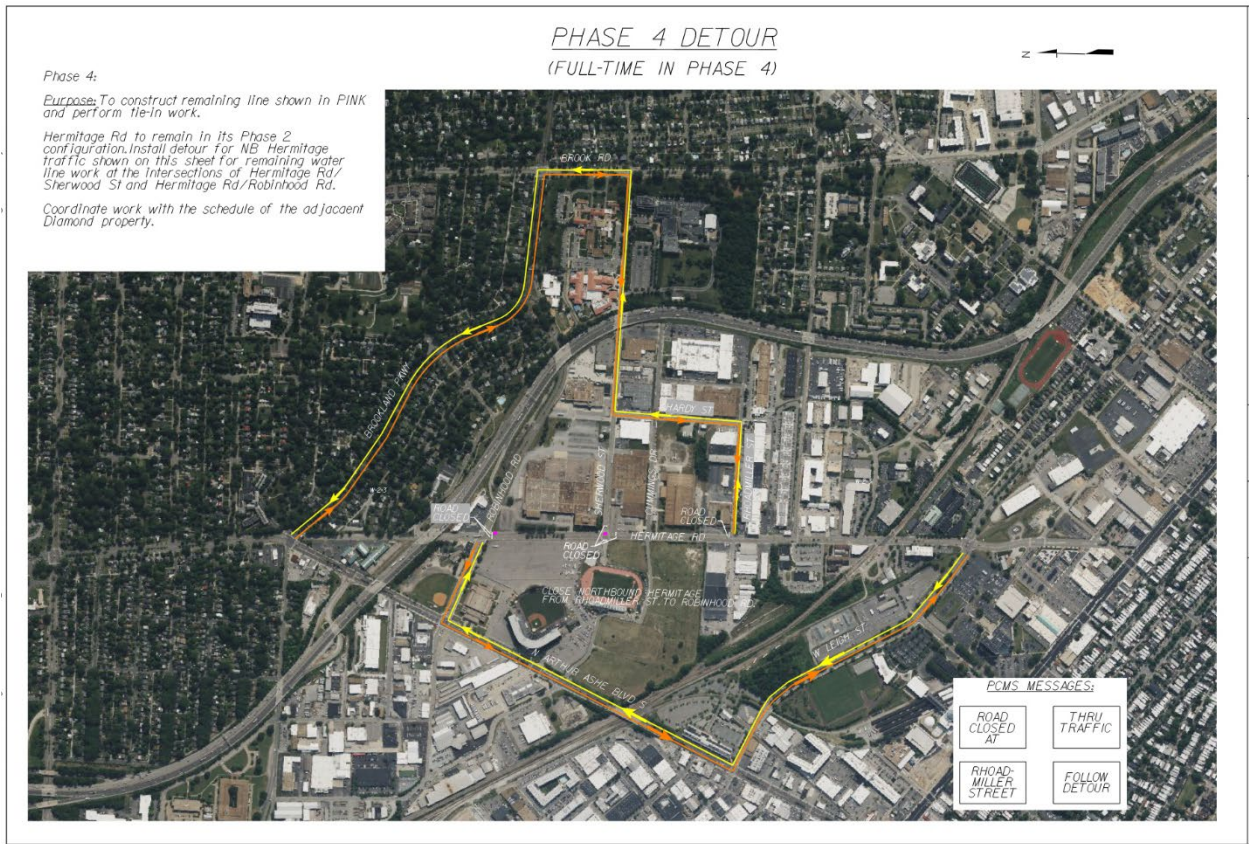 PHASE 4 DETOUR
(FULL-TIME IN PHASE 4)
N
Phase 4:
Purpose: To construct remaining line shown in PINK
and perform tie-in work.
Hermitage Rd to remain in its Phase 2
configuration. Install detour for NB Hermitage
traffic shown on this sheet for remaining water
line work at the intersections of Hermitage Rd/
Sherwood St and Hermitage Rd/Robinhood Rd.
Coordinate work with the schedule of the adjacaent
Diamond property.
BROOK RD
BROOKLAND PKWY
HARDY ST
ROBINHOOD RD
SHERWOOD ST
CUMMINGS DR
RHOADMILLER
ROAD
CLOSED
ROAD
CLOSED
ROAD
CLOSED
HERMITAGE RD
CLOSE NORTHBOUND HERMITAGE
FROM RHOADMILLER ST. TO ROBINHOOD RD.
N ARTHUR ASHE BLVD
W LEIGH ST
PCMS MESSAGES:
ROAD
CLOSED
AT
THRU
TRAFFIC
RHOAD-
MILLER
STREET
FOLLOW
DETOUR